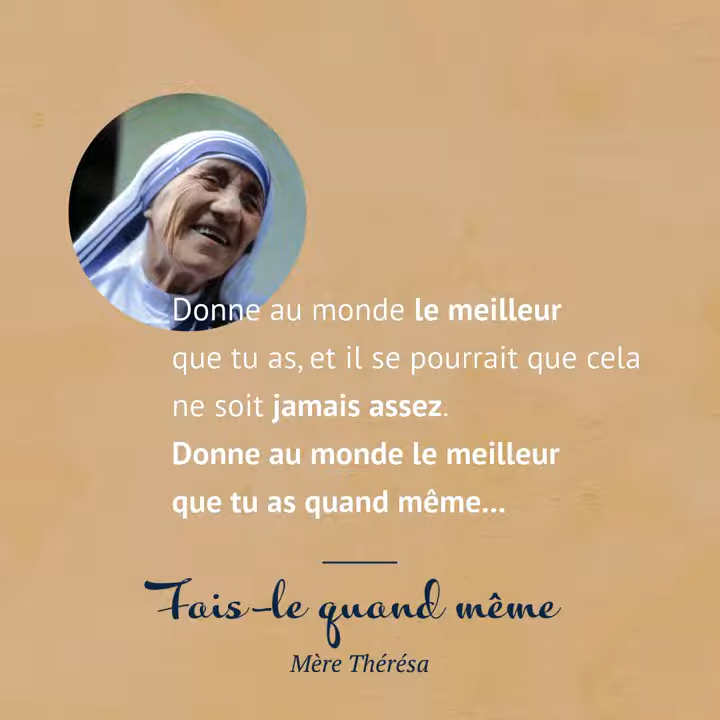 Donne au monde le meilleur
que tu as, et il se pourrait que cela
ne soit jamais assez.
Donne au monde le meilleur
que tu as quand même...
Fais-le quand même
Mère Thérésa